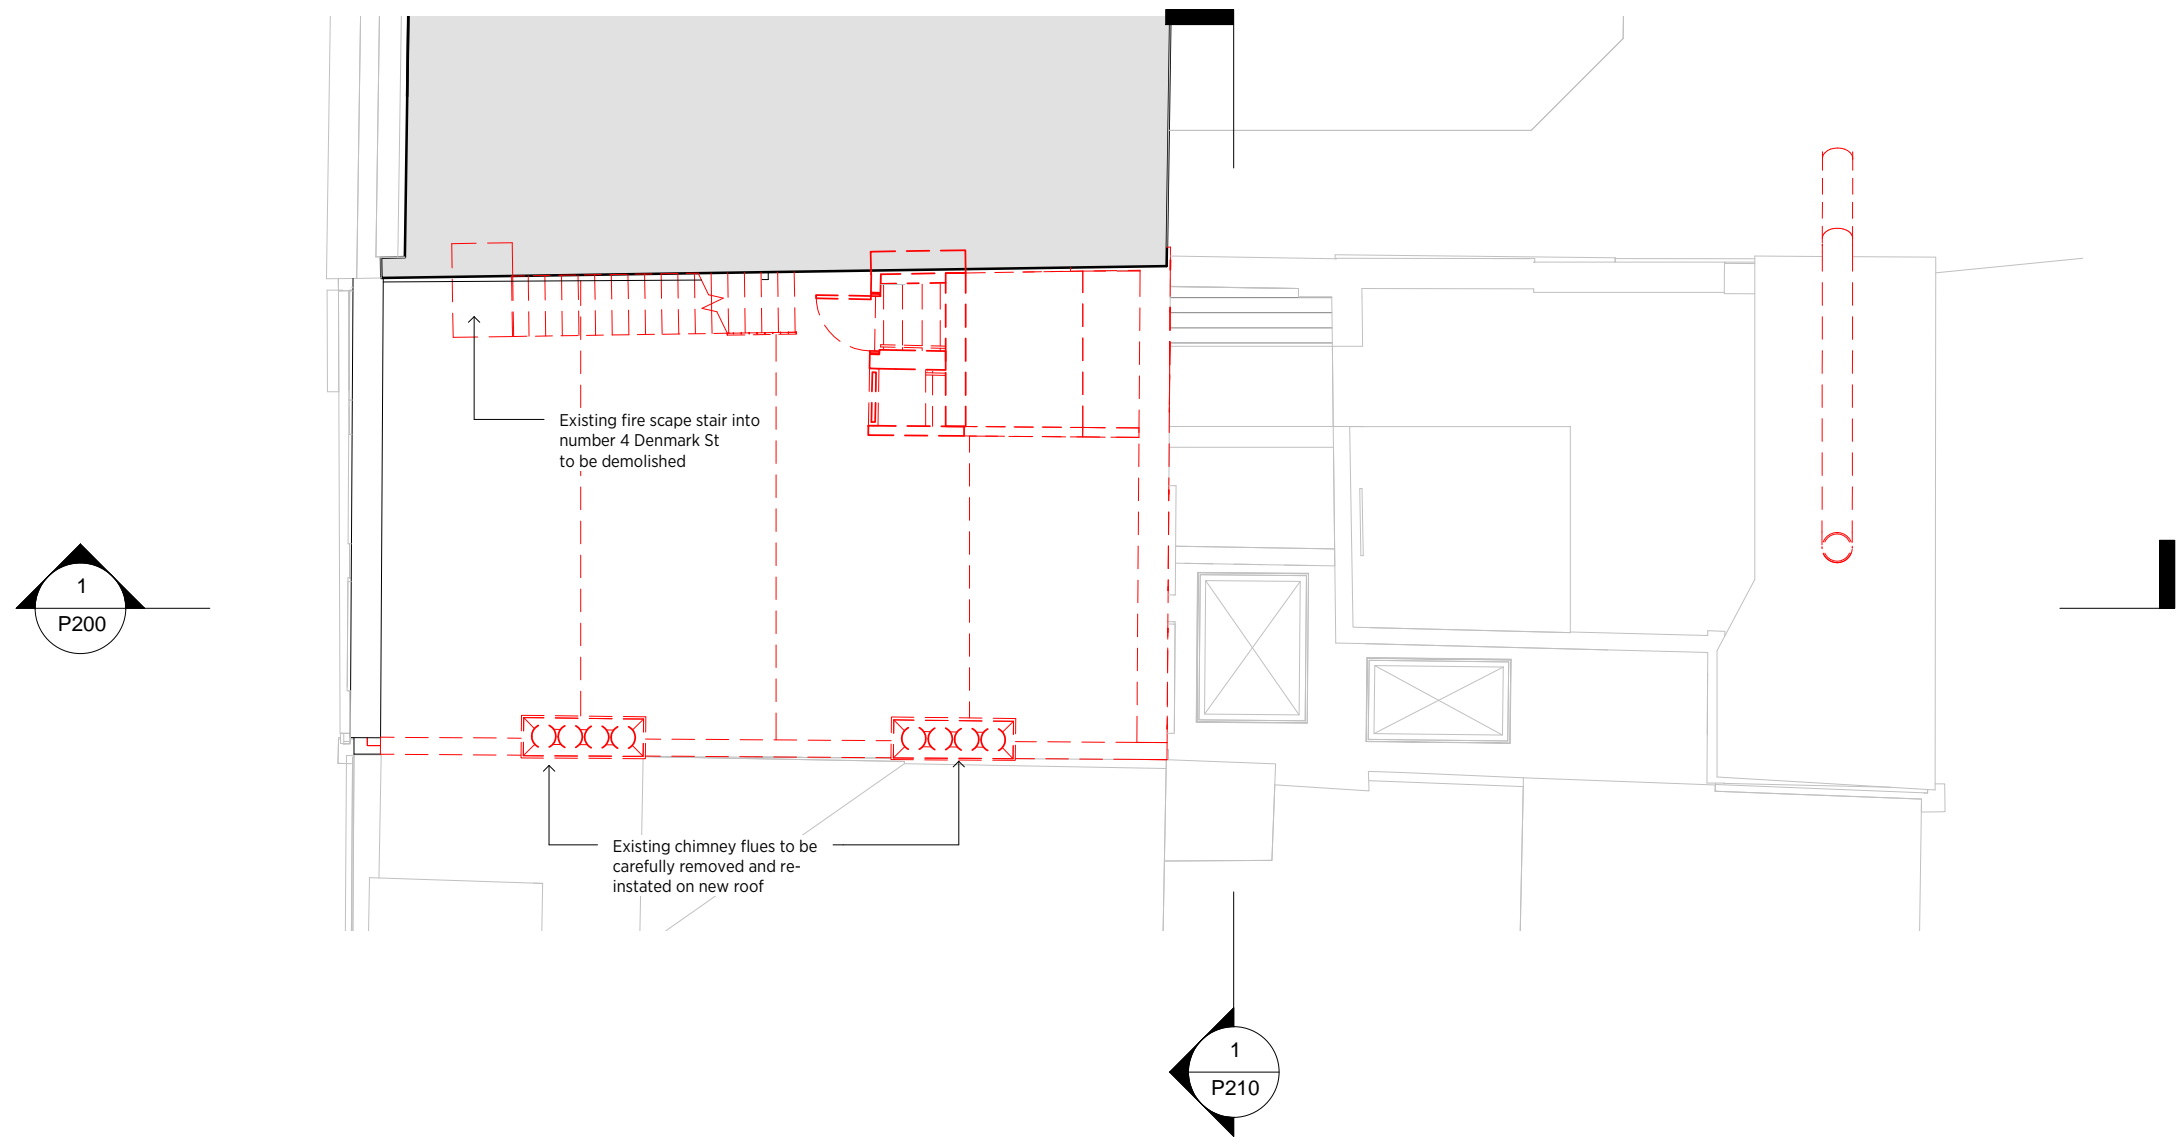 Existing fire scape stair into
number 4 Denmark St
to be demolished
1
P200
Existing chimney flues to be
carefully removed and re-
instated on new roof
1
P210